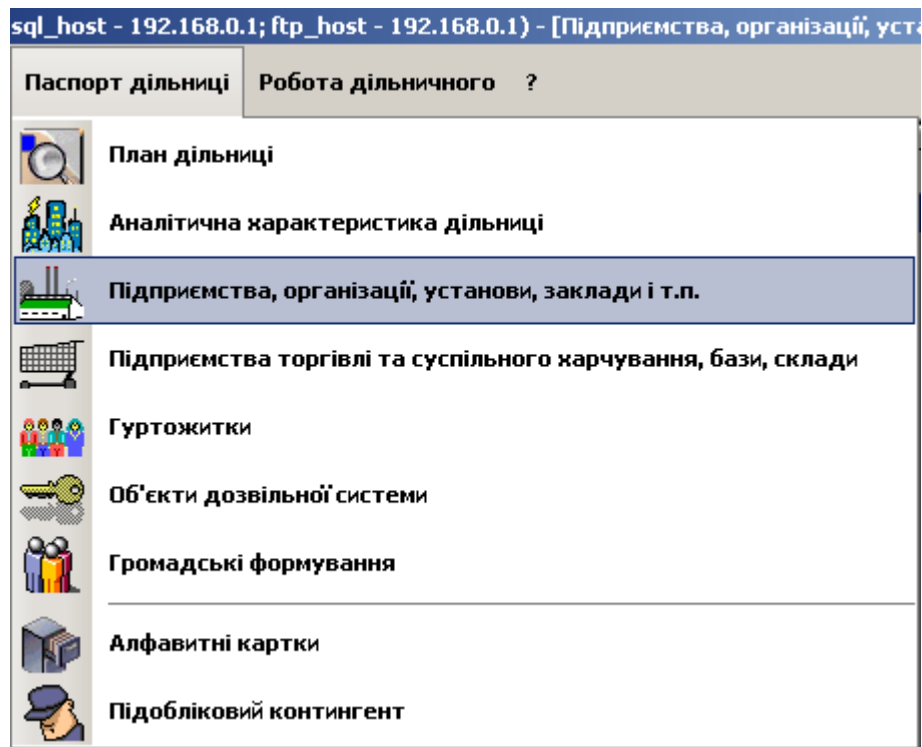 sql_host - 192.168.0.1; ftp_host - 192.168.0.1) - [Підприємства, організації,
Паспорт дільниці Робота дільничного ?
План дільниці
Аналітична характеристика дільниці
Підприємства, організації, установи, заклади і т.п.
Підприємства торгівлі та суспільного харчування, бази, склади
Гуртожитки
Об'єкти дозвільної системи
Громадські формування
Алфавитні картки
Підобліковий контингент